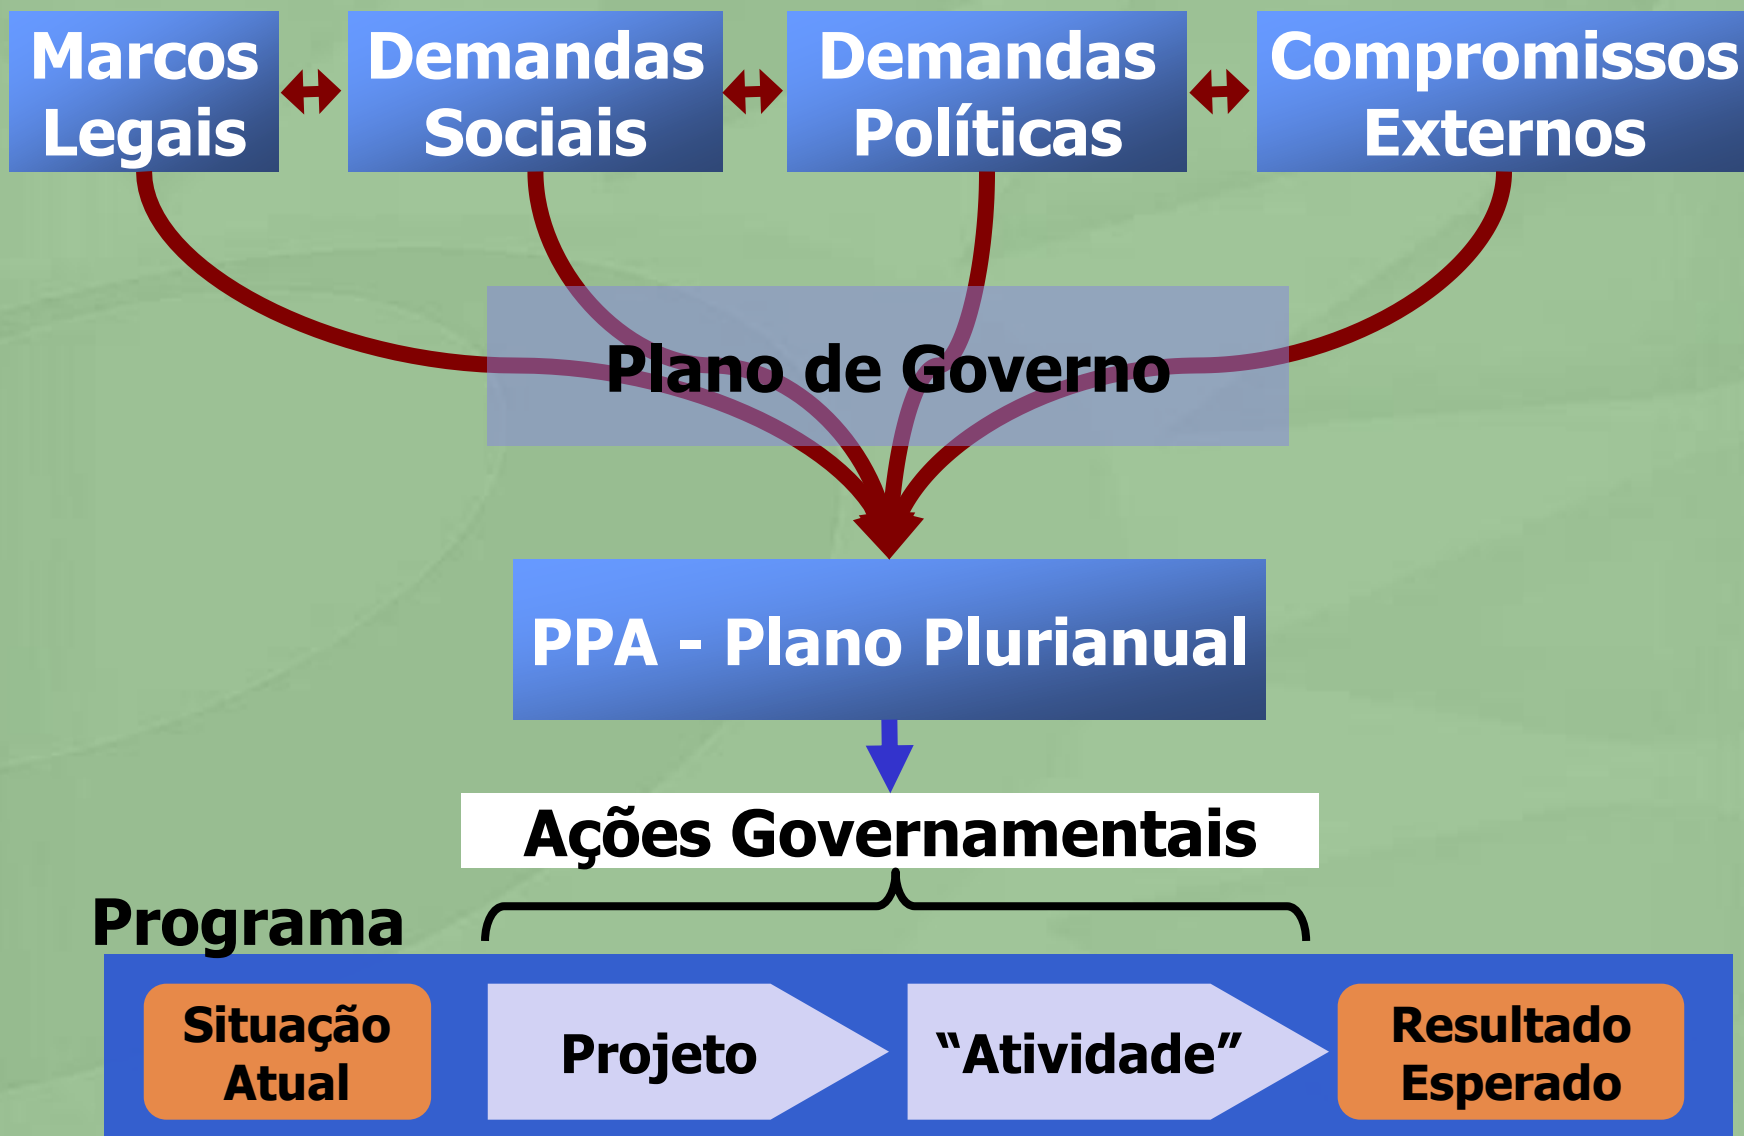 Marcos
Legais
Demandas
Sociais
Demandas
Políticas
Compromissos
Externos
Plano de Governo
PPA - Plano Plurianual
Ações Governamentais
Programa
Situação
Atual
Projeto
“Atividade”
Resultado
Esperado